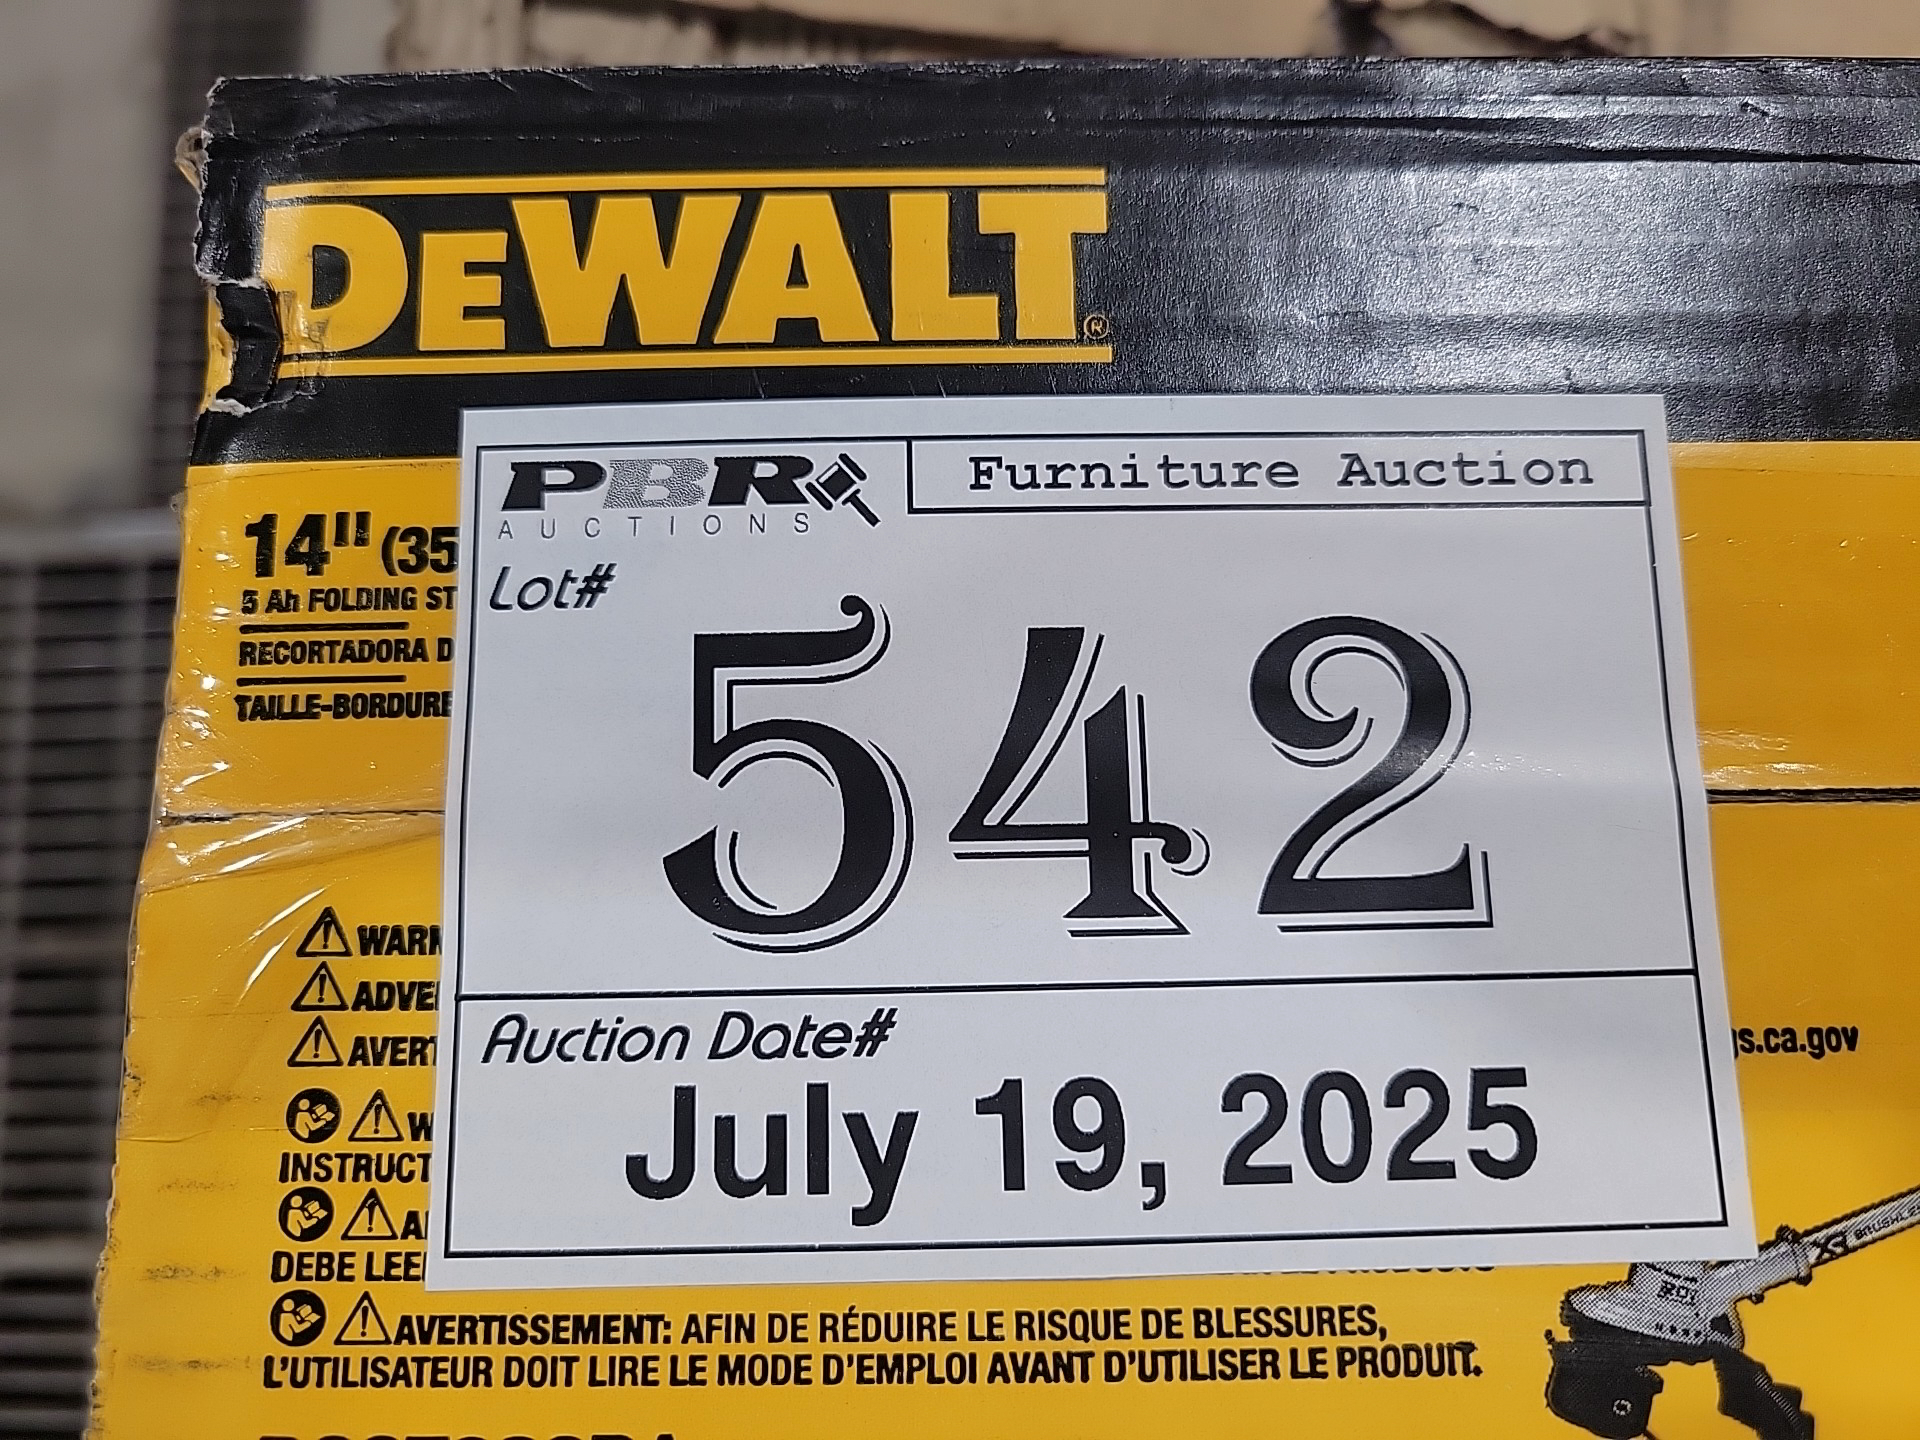 DEWALT®
PBR
AUCTIONS
Furniture Auction
Lot#
542
14" (35
5 Ah FOLDING ST
RECORTADORA D
TAILLE-BORDURE
WARN
ADVE
AVERT
Auction Date#
July 19, 2025
gs.ca.gov
W
INSTRUCT
A
DEBE LEE
AVERTISSEMENT: AFIN DE RÉDUIRE LE RISQUE DE BLESSURES,
L'UTILISATEUR DOIT LIRE LE MODE D'EMPLOI AVANT D'UTILISER LE PRODUIT.
XR BRUSHLES